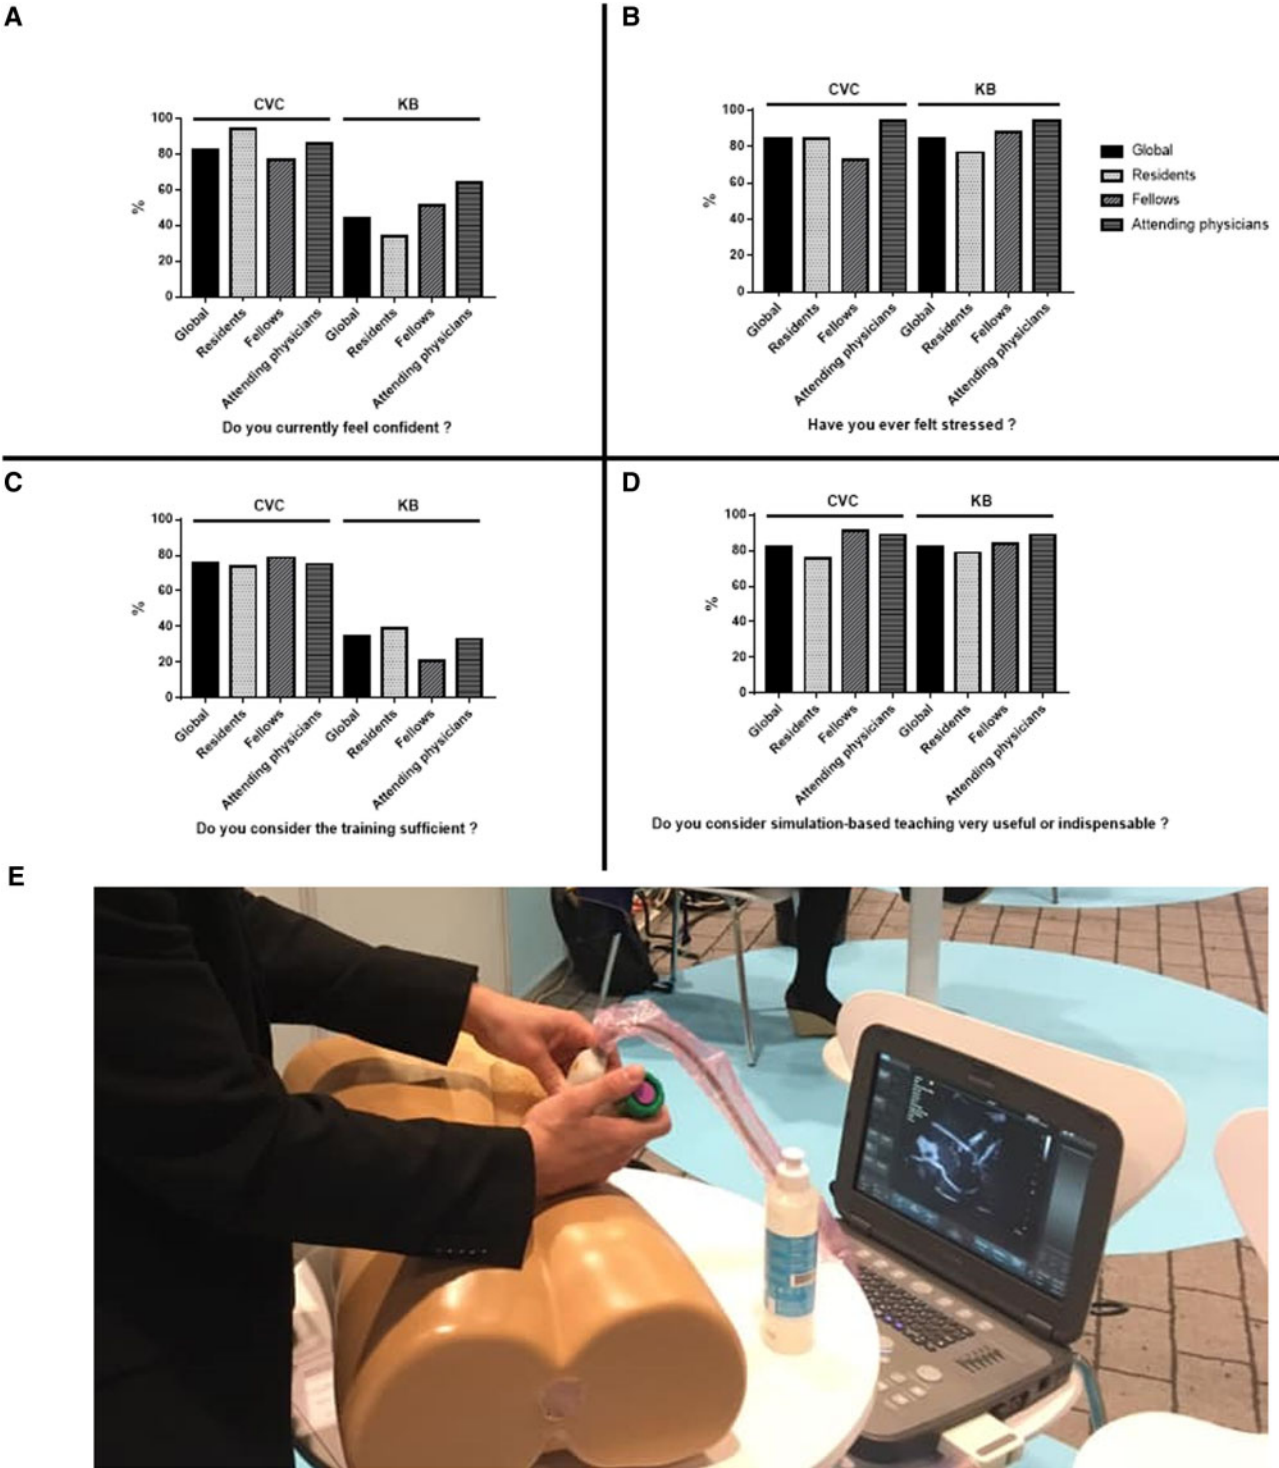 A
CVC KB
100
80
60
40
20
0
%
Global
Residents
Fellows
Attending physicians
Global
Residents
Fellows
Attending physicians
Do you currently feel confident ?
B
CVC KB
100
80
60
40
20
0
%
Global
Residents
Fellows
Attending physicians
Global
Residents
Fellows
Attending physicians
Have you ever felt stressed ?
Global
Residents
Fellows
Attending physicians
C
CVC KB
100
80
60
40
20
0
%
Global
Residents
Fellows
Attending physicians
Global
Residents
Fellows
Attending physicians
Do you consider the training sufficient ?
D
CVC KB
100
80
60
40
20
0
%
Global
Residents
Fellows
Attending physicians
Global
Residents
Fellows
Attending physicians
Do you consider simulation-based teaching very useful or indispensable ?
E